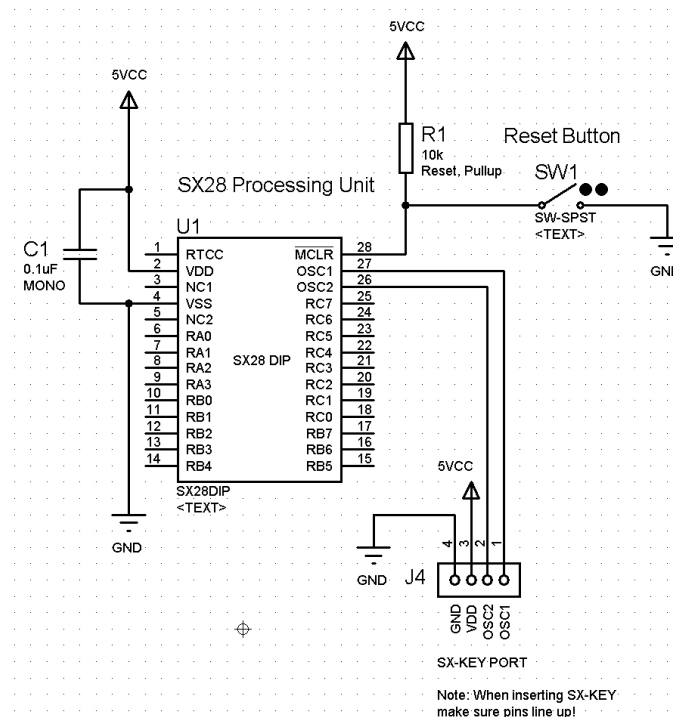 5VCC
5VCC
R1
10k
Reset, Pullup
Reset Button
SW1
SW-SPST
<TEXT>
GND
SX28 Processing Unit
U1
C1
0.1uF
MONO
1 RTCC MCLR 28
2 VDD OSC1 27
3 NC1 OSC2 26
4 VSS RC7 25
5 NC2 RC6 24
6 RA0 RC5 23
7 RA1 RC4 22
8 RA2 RC3 21
9 RA3 RC2 20
10 RB0 RC1 19
11 RB1 RC0 18
12 RB2 RB7 17
13 RB3 RB6 16
14 RB4 RB5 15
SX28 DIP
SX28DIP
<TEXT>
GND
5VCC
GND
J4
4 3 2 1
GND
VDD
OSC2
OSC1
SX-KEY PORT
Note: When inserting SX-KEY
make sure pins line up!